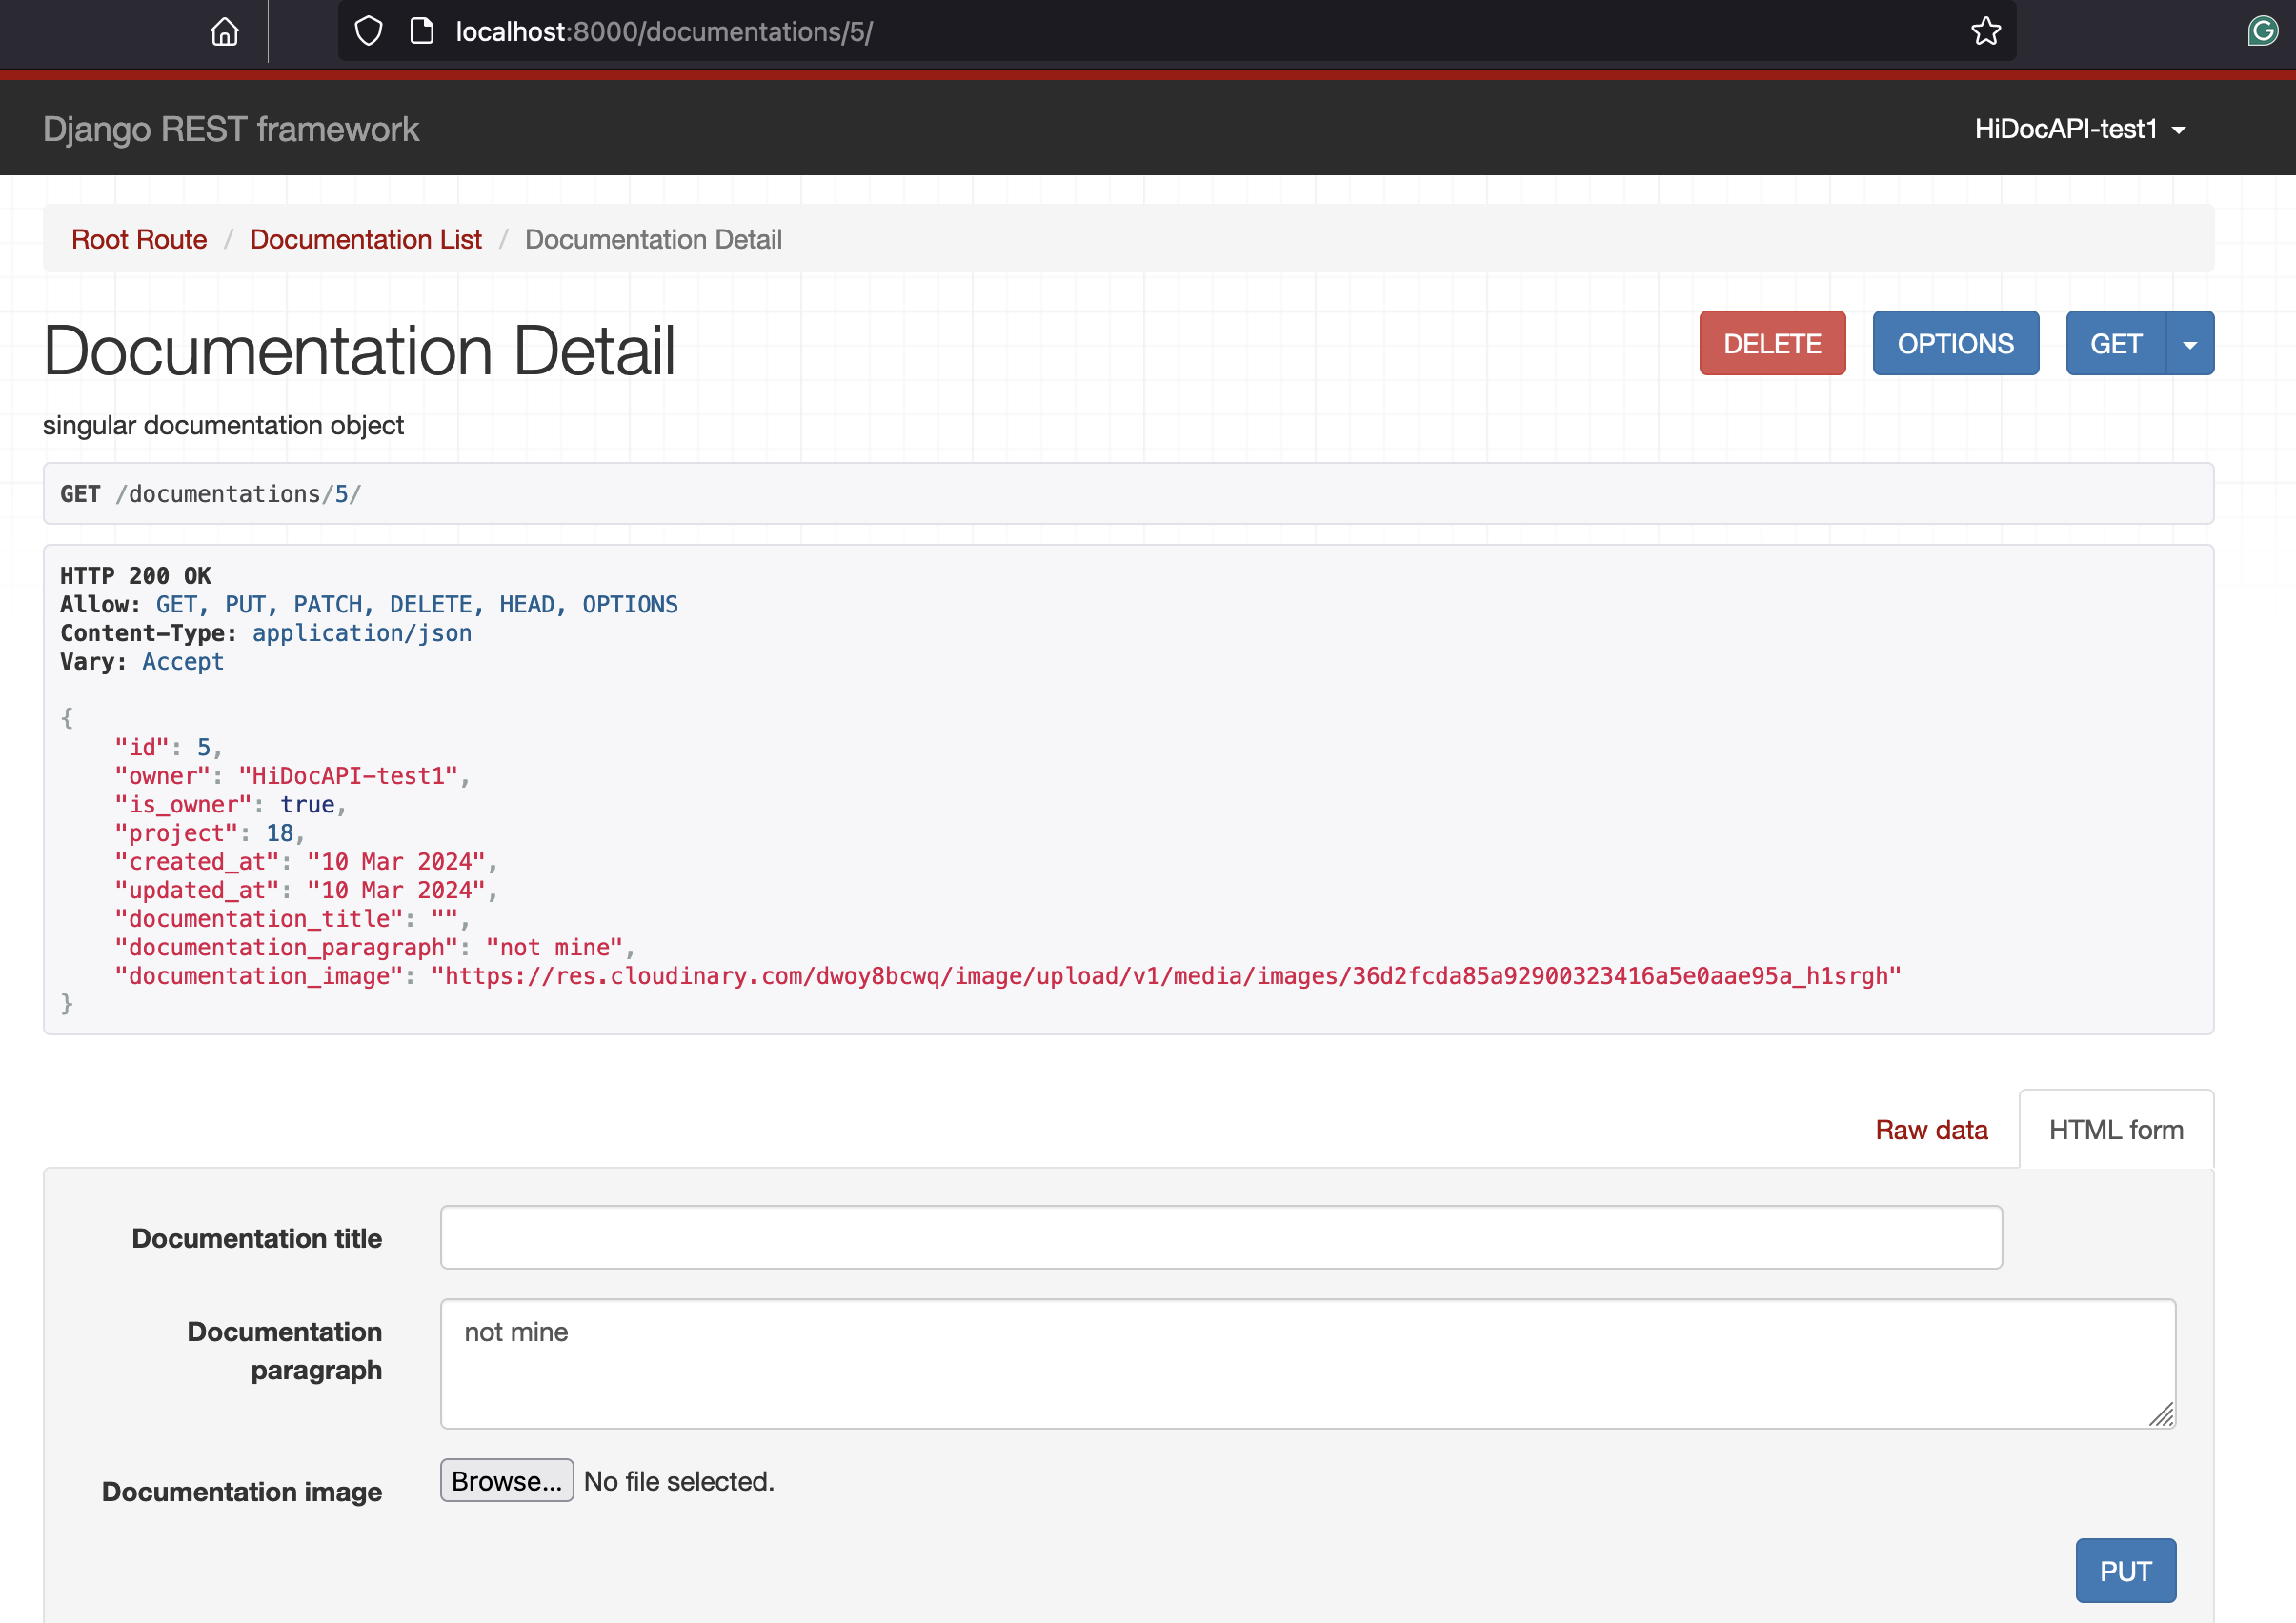 localhost:8000/documentations/5/
Django REST framework
HiDocAPI-test1
Root Route / Documentation List / Documentation Detail
Documentation Detail
DELETE
OPTIONS
GET
singular documentation object
GET /documentations/5/
HTTP 200 OK
Allow: GET, PUT, PATCH, DELETE, HEAD, OPTIONS
Content-Type: application/json
Vary: Accept
{
    "id": 5,
    "owner": "HiDocAPI-test1",
    "is_owner": true,
    "project": 18,
    "created_at": "10 Mar 2024",
    "updated_at": "10 Mar 2024",
    "documentation_title": "",
    "documentation_paragraph": "not mine",
    "documentation_image": "https://res.cloudinary.com/dwoy8bcwq/image/upload/v1/media/images/36d2fcda85a92900323416a5e0aae95a_h1srgh"
}
Raw data
HTML form
Documentation title
Documentation
paragraph
not mine
Documentation image
Browse... No file selected.
PUT